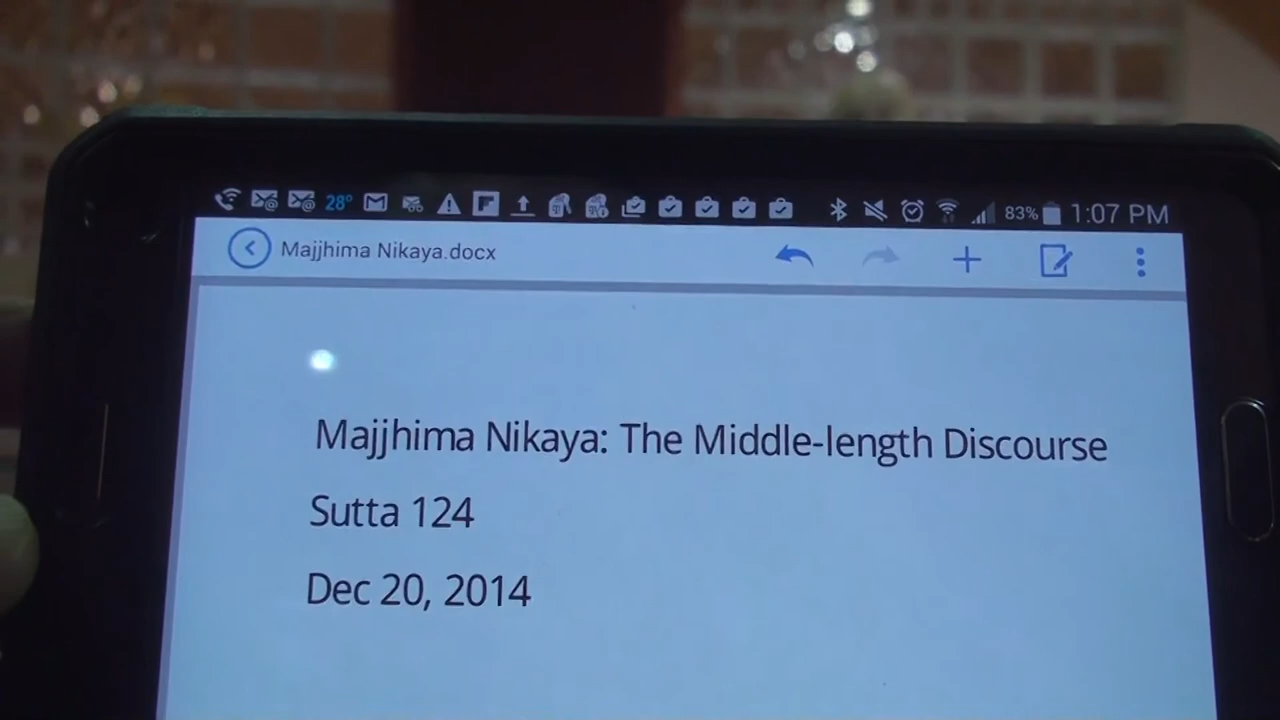 28° 83% 1:07 PM
Majjhima Nikaya.docx
Majjhima Nikaya: The Middle-length Discourse
Sutta 124
Dec 20, 2014